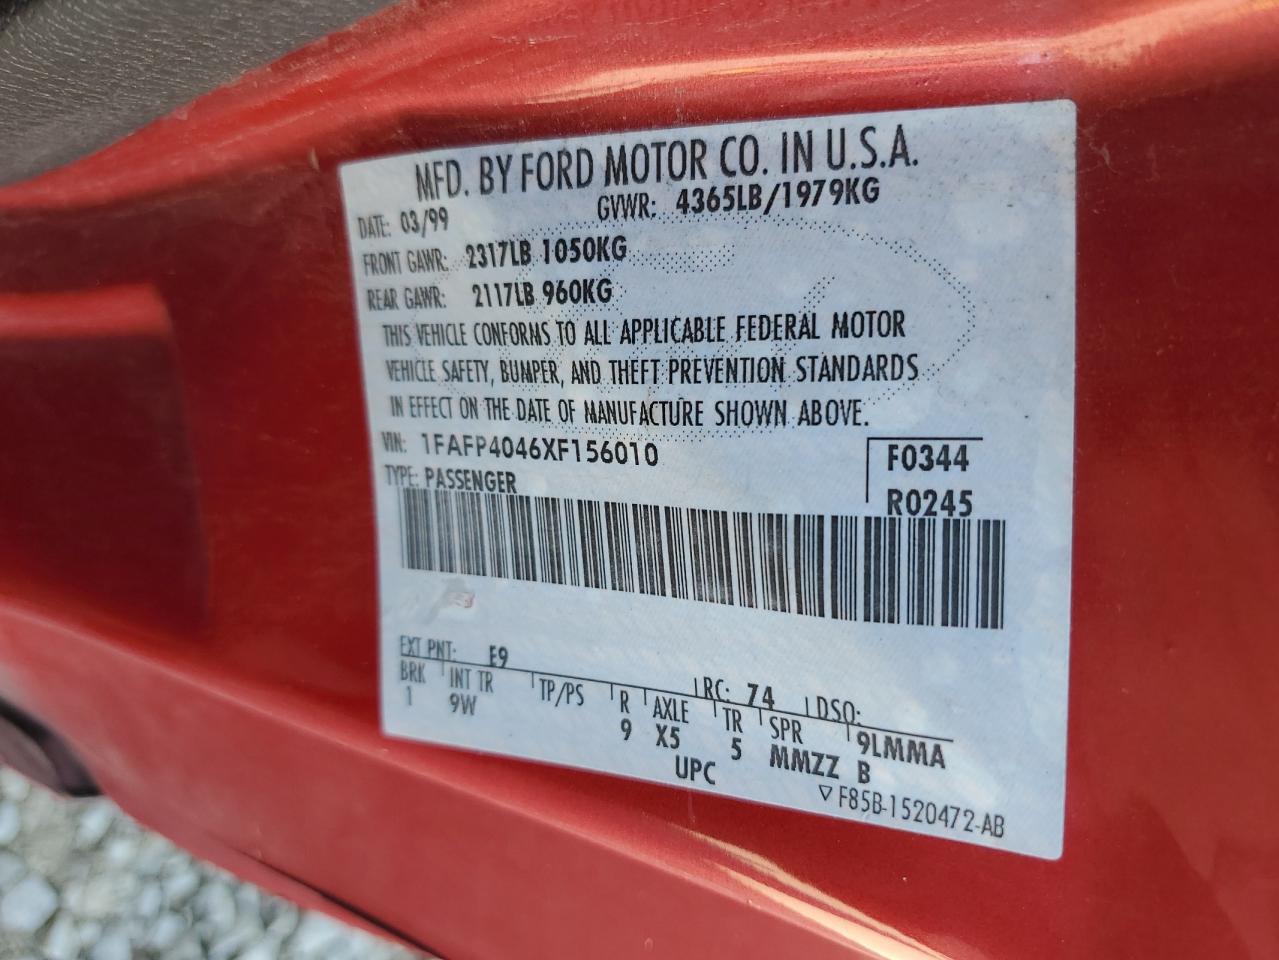 MFD. BY FORD MOTOR CO. IN U.S.A.
DATE: 03/99 GVWR: 4365LB/1979KG
FRONT GAWR: 2317LB 1050KG
REAR GAWR: 2117LB 960KG
THIS VEHICLE CONFORMS TO ALL APPLICABLE FEDERAL MOTOR
VEHICLE SAFETY, BUMPER, AND THEFT PREVENTION STANDARDS
IN EFFECT ON THE DATE OF MANUFACTURE SHOWN ABOVE.
VIN: 1FAFP4046XF156010 F0344
TYPE: PASSENGER R0245
EXT PNT: E9 RC: 74 DSO:
BRK INT TR TP/PS R AXLE TR SPR 9LMMA
1 9W 9 X5 5 MMZZ B
UPC
▽ F85B-1520472-AB